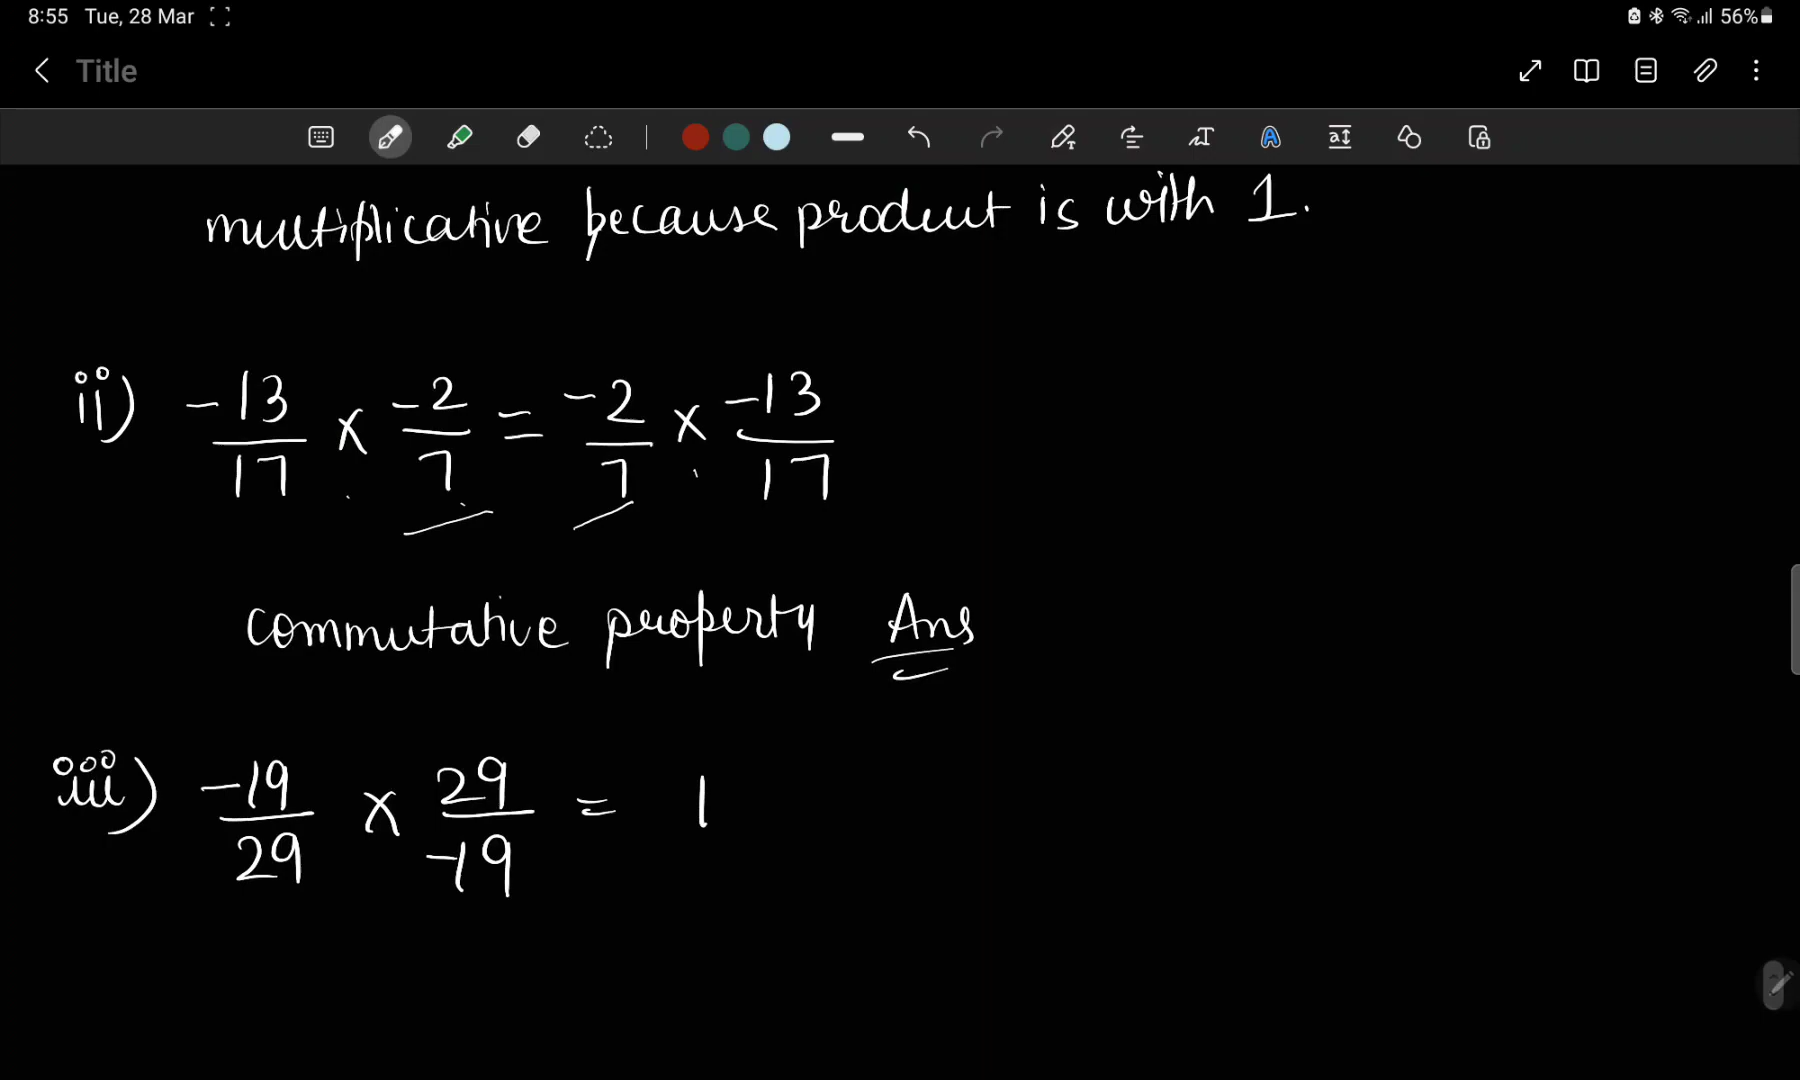 8:55 Tue, 28 Mar 56%
Title
multiplicative because product is with 1.
ii) -13/17 × -2/7 = -2/7 × -13/17
commutative property Ans
iii) -19/29 × 29/-19 = 1